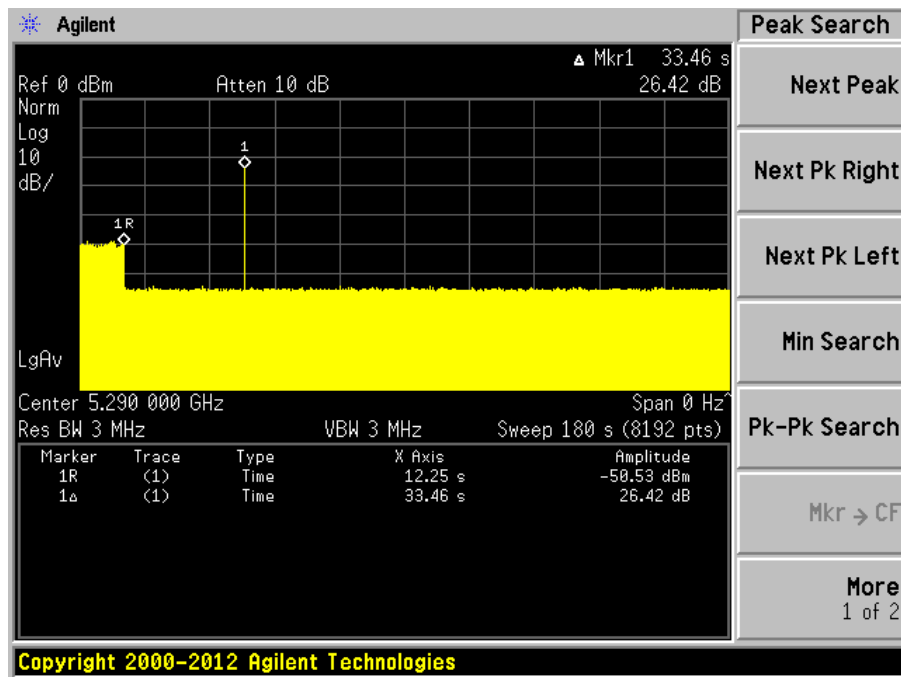 Agilent
Peak Search
Δ Mkr1 33.46 s
Ref 0 dBm Atten 10 dB 26.42 dB
Norm
Log
10
dB/
1
1R
LgAv
Center 5.290 000 GHz Span 0 Hz^
Res BW 3 MHz VBW 3 MHz Sweep 180 s (8192 pts)
Marker Trace Type X Axis Amplitude
1R (1) Time 12.25 s -50.53 dBm
1Δ (1) Time 33.46 s 26.42 dB
Next Peak
Next Pk Right
Next Pk Left
Min Search
Pk-Pk Search
Mkr → CF
More
1 of 2
Copyright 2000-2012 Agilent Technologies